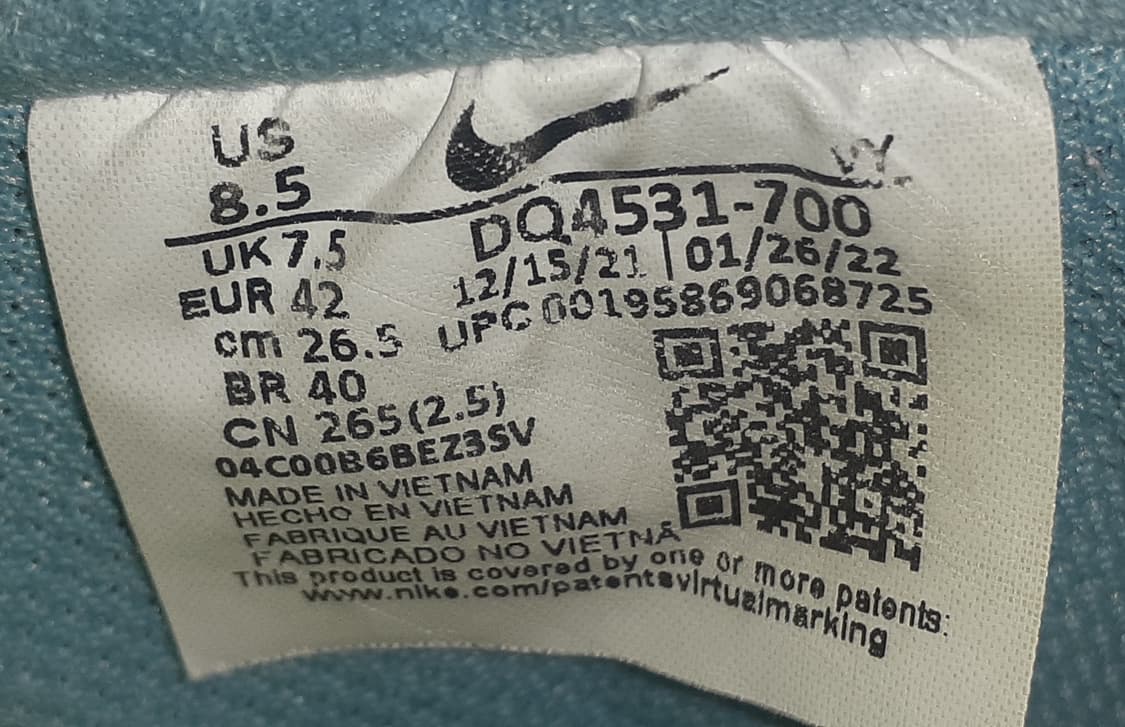 US
8.5
VY
DQ4531-700
UK 7.5
12/15/21 | 01/26/22
EUR 42
UPC 00195869068725
cm 26.5
BR 40
CN 265(2.5)
04C00B6BEZ3SV
MADE IN VIETNAM
HECHO EN VIETNAM
FABRIQUE AU VIETNAM
FABRICADO NO VIETNÃ
This product is covered by one or more patents:
www.nike.com/patentsvirtualmarking